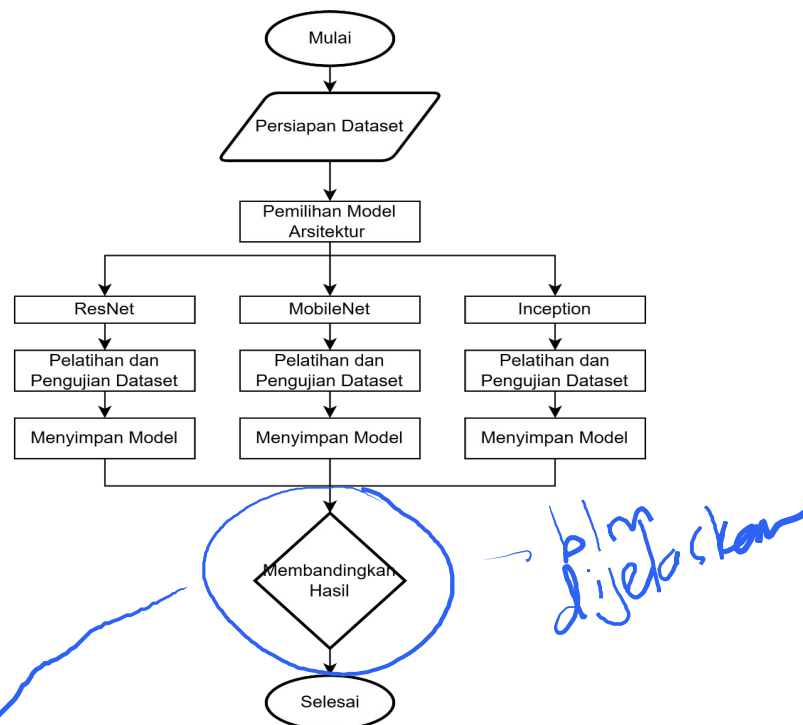 Mulai
Persiapan Dataset
Pemilihan Model
Arsitektur
ResNet
MobileNet
Inception
Pelatihan dan
Pengujian Dataset
Pelatihan dan
Pengujian Dataset
Pelatihan dan
Pengujian Dataset
Menyimpan Model
Menyimpan Model
Menyimpan Model
Membandingkan
Hasil
bln
dijelaskan
Selesai